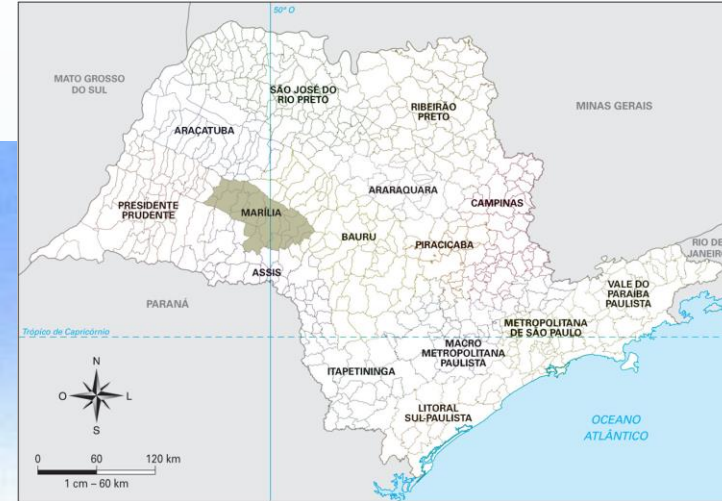 50º O
MATO GROSSO
DO SUL
SÃO JOSÉ DO
RIO PRETO
RIBEIRÃO
PRETO
MINAS GERAIS
ARAÇATUBA
ARARAQUARA
CAMPINAS
PRESIDENTE
PRUDENTE
MARÍLIA
BAURU
PIRACICABA
RIO DE
JANEIRO
ASSIS
VALE DO
PARAÍBA
PAULISTA
PARANÁ
METROPOLITANA
DE SÃO PAULO
Trópico de Capricórnio
MACRO
METROPOLITANA
PAULISTA
ITAPETININGA
N
O
L
S
LITORAL
SUL-PAULISTA
OCEANO
ATLÂNTICO
0 60 120 km
1 cm – 60 km